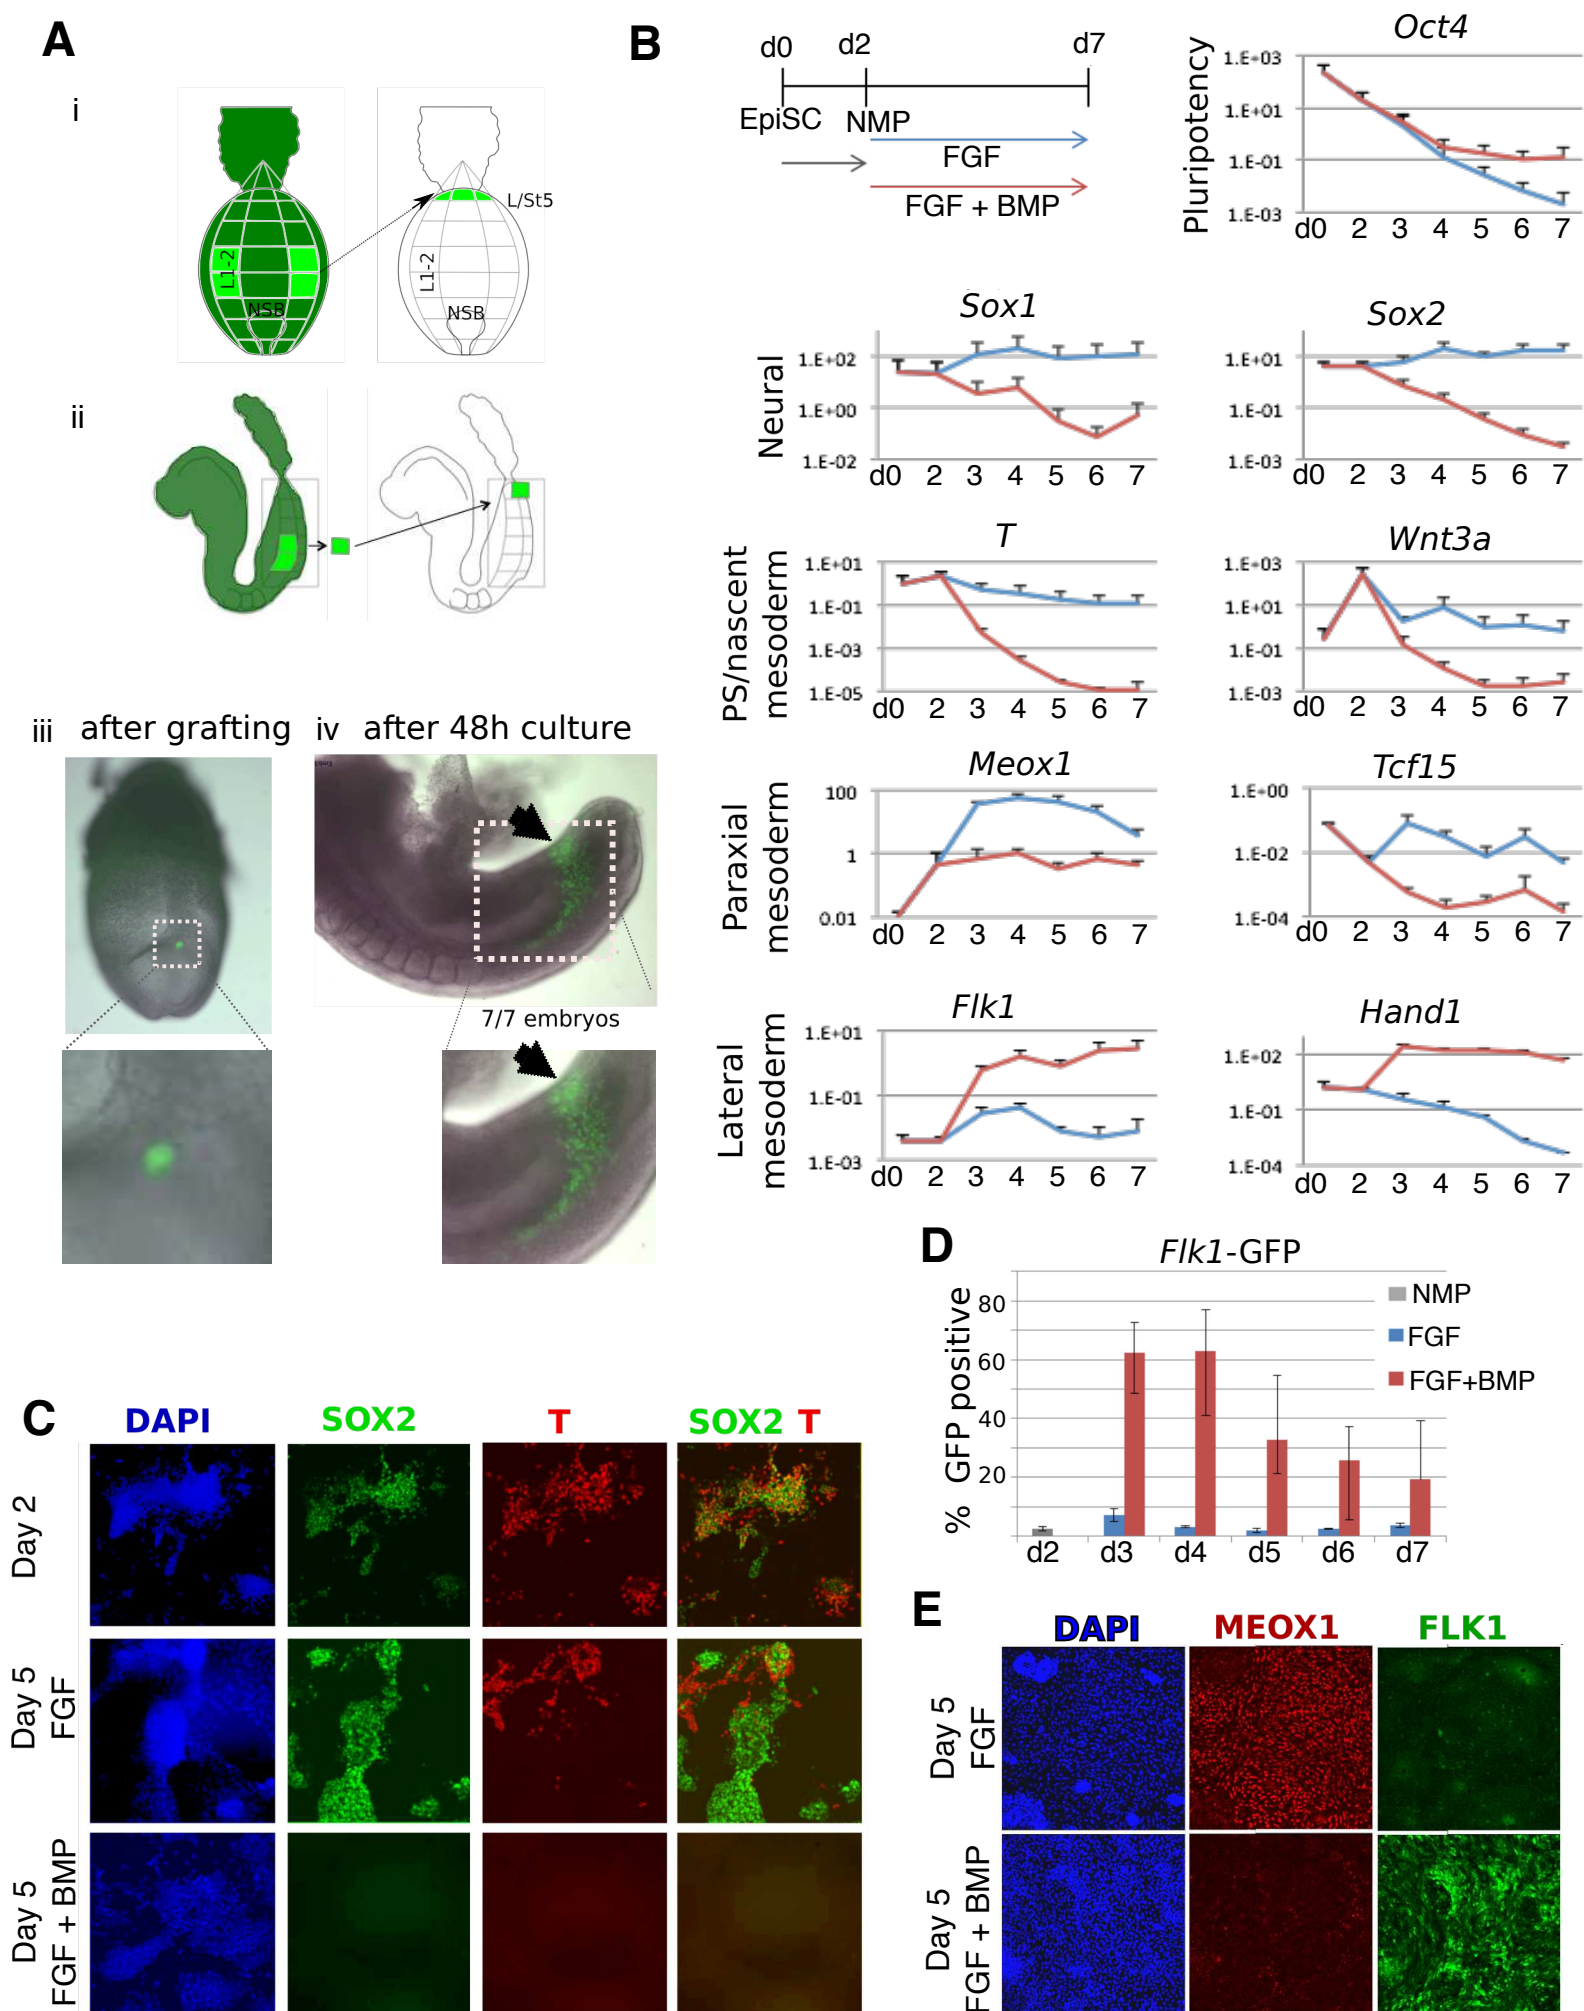 A
i
L1-2
NSB
L1-2
NSB
L/St5
ii
iii after grafting
iv after 48h culture
7/7 embryos
B
d0 d2 d7
EpiSC NMP
FGF
FGF + BMP
Pluripotency
Oct4
1.E+03
1.E+01
1.E-01
1.E-03
d0 2 3 4 5 6 7
Neural
Sox1
1.E+02
1.E+00
1.E-02
d0 2 3 4 5 6 7
Sox2
1.E+01
1.E-01
1.E-03
d0 2 3 4 5 6 7
PS/nascent
mesoderm
T
1.E+01
1.E-01
1.E-03
1.E-05
d0 2 3 4 5 6 7
Wnt3a
1.E+03
1.E+01
1.E-01
1.E-03
d0 2 3 4 5 6 7
Paraxial
mesoderm
Meox1
100
1
0.01
d0 2 3 4 5 6 7
Tcf15
1.E+00
1.E-02
1.E-04
d0 2 3 4 5 6 7
Lateral
mesoderm
Flk1
1.E+01
1.E-01
1.E-03
d0 2 3 4 5 6 7
Hand1
1.E+02
1.E-01
1.E-04
d0 2 3 4 5 6 7
C
DAPI SOX2 T SOX2 T
Day 2
Day 5
FGF
Day 5
FGF + BMP
D
Flk1-GFP
% GFP positive
80
60
40
20
d2 d3 d4 d5 d6 d7
NMP
FGF
FGF+BMP
E
DAPI MEOX1 FLK1
Day 5
FGF
Day 5
FGF + BMP